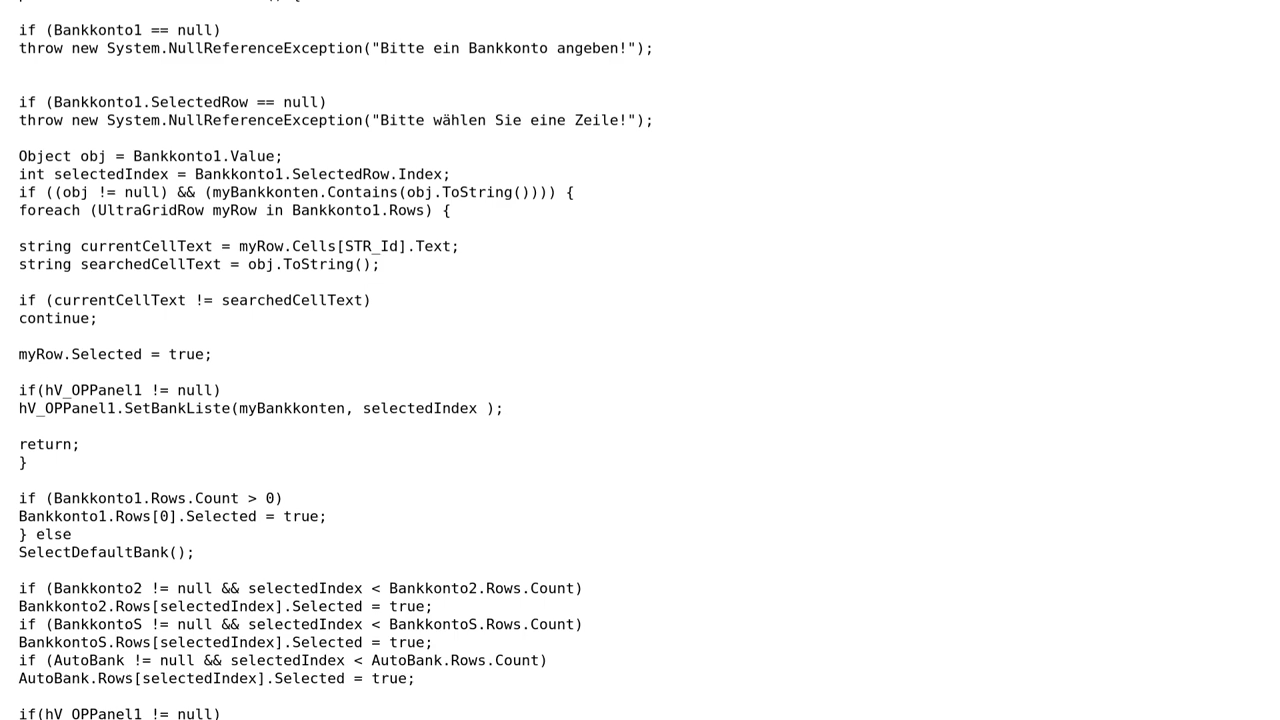 if (Bankkonto1 == null)
throw new System.NullReferenceException("Bitte ein Bankkonto angeben!");
if (Bankkonto1.SelectedRow == null)
throw new System.NullReferenceException("Bitte wählen Sie eine Zeile!");
Object obj = Bankkonto1.Value;
int selectedIndex = Bankkonto1.SelectedRow.Index;
if ((obj != null) && (myBankkonten.Contains(obj.ToString()))) {
foreach (UltraGridRow myRow in Bankkonto1.Rows) {
string currentCellText = myRow.Cells[STR_Id].Text;
string searchedCellText = obj.ToString();
if (currentCellText != searchedCellText)
continue;
myRow.Selected = true;
if(hV_OPPanel1 != null)
hV_OPPanel1.SetBankListe(myBankkonten, selectedIndex );
return;
}
if (Bankkonto1.Rows.Count > 0)
Bankkonto1.Rows[0].Selected = true;
} else
SelectDefaultBank();
if (Bankkonto2 != null && selectedIndex < Bankkonto2.Rows.Count)
Bankkonto2.Rows[selectedIndex].Selected = true;
if (BankkontoS != null && selectedIndex < BankkontoS.Rows.Count)
BankkontoS.Rows[selectedIndex].Selected = true;
if (AutoBank != null && selectedIndex < AutoBank.Rows.Count)
AutoBank.Rows[selectedIndex].Selected = true;
if(hV_OPPanel1 != null)